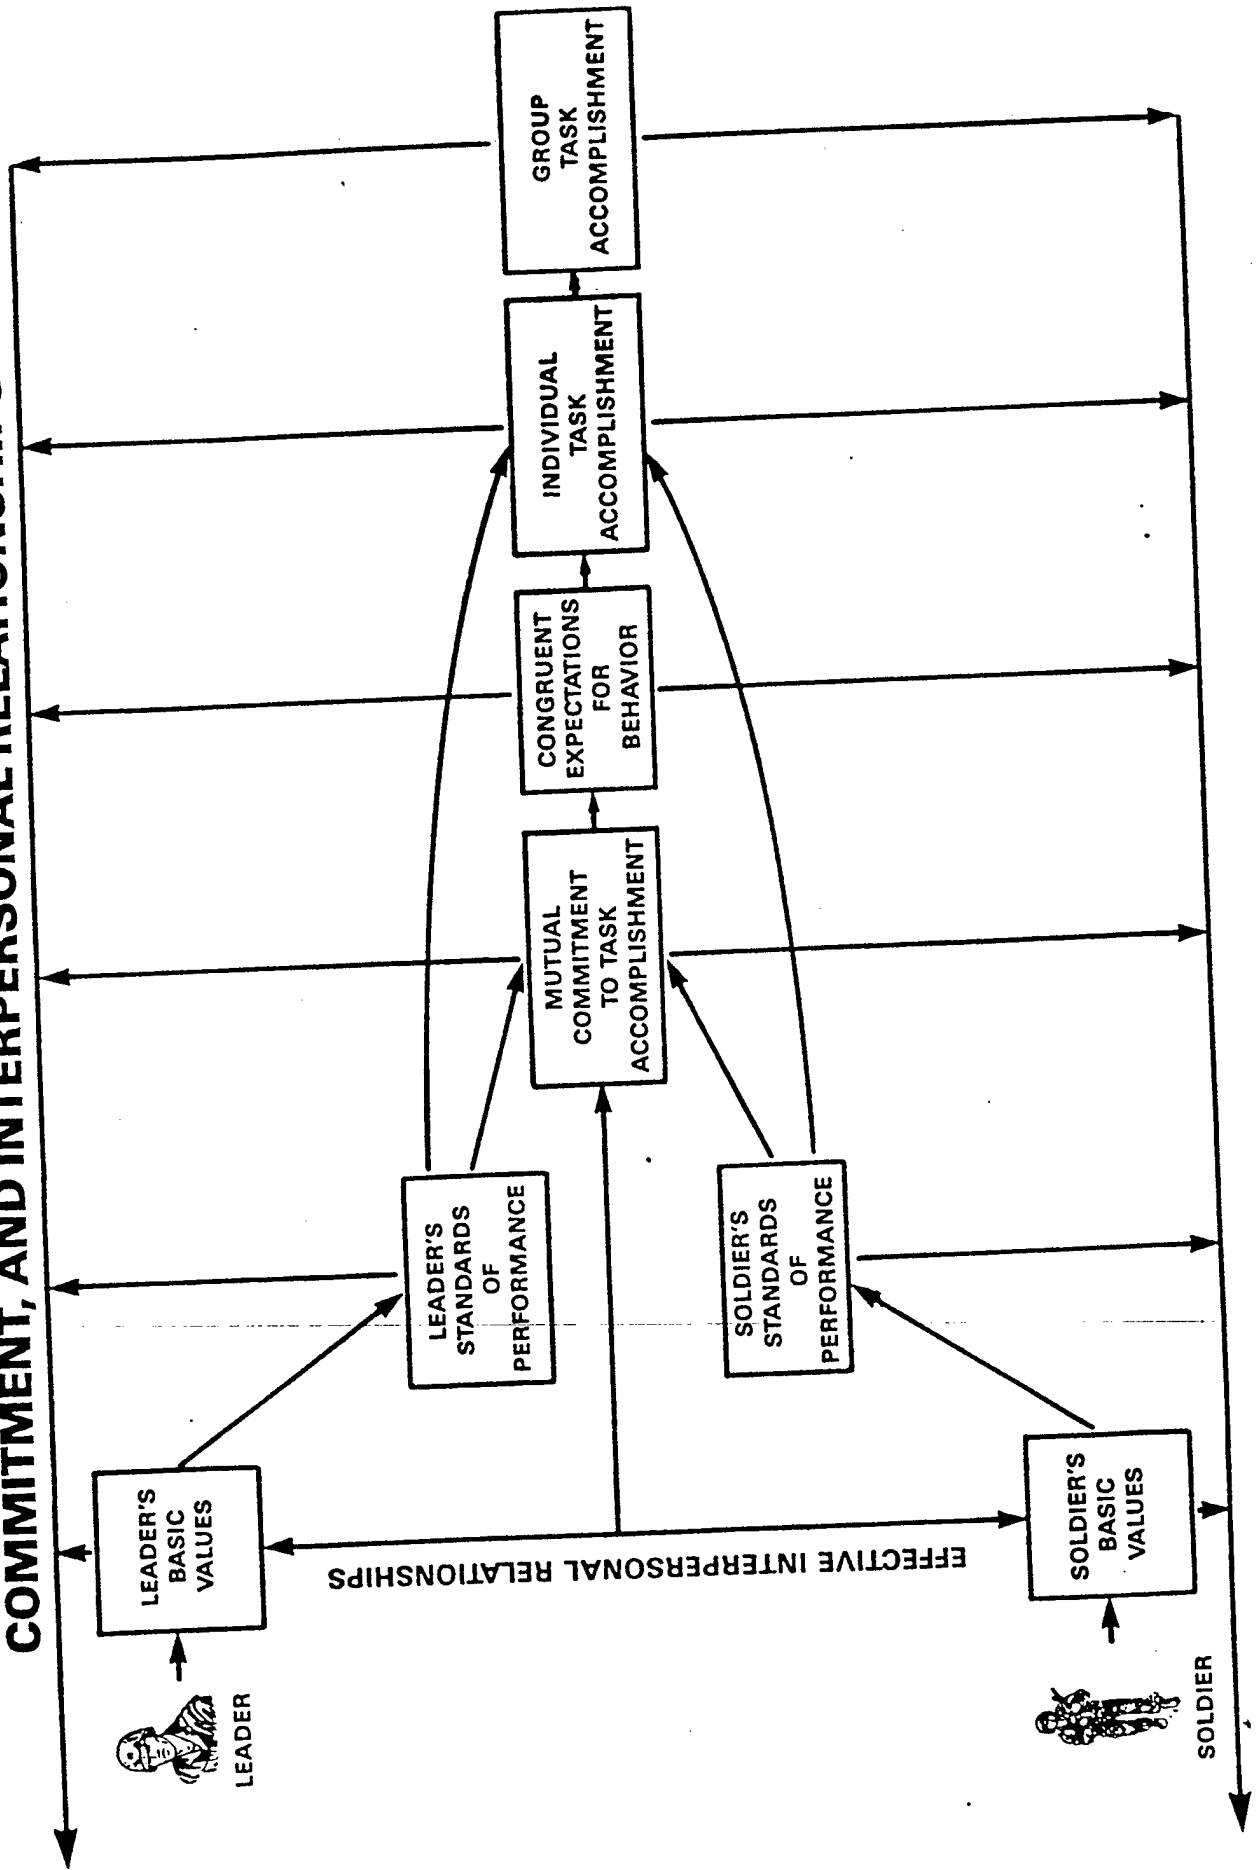 COMMITMENT, AND INTERPERSONAL RELATIONSHIPS
LEADER
LEADER'S
BASIC
VALUES
LEADER'S
STANDARDS
OF
PERFORMANCE
EFFECTIVE INTERPERSONAL RELATIONSHIPS
MUTUAL
COMMITMENT
TO TASK
ACCOMPLISHMENT
CONGRUENT
EXPECTATIONS
FOR
BEHAVIOR
INDIVIDUAL
TASK
ACCOMPLISHMENT
GROUP
TASK
ACCOMPLISHMENT
SOLDIER'S
STANDARDS
OF
PERFORMANCE
SOLDIER
SOLDIER'S
BASIC
VALUES